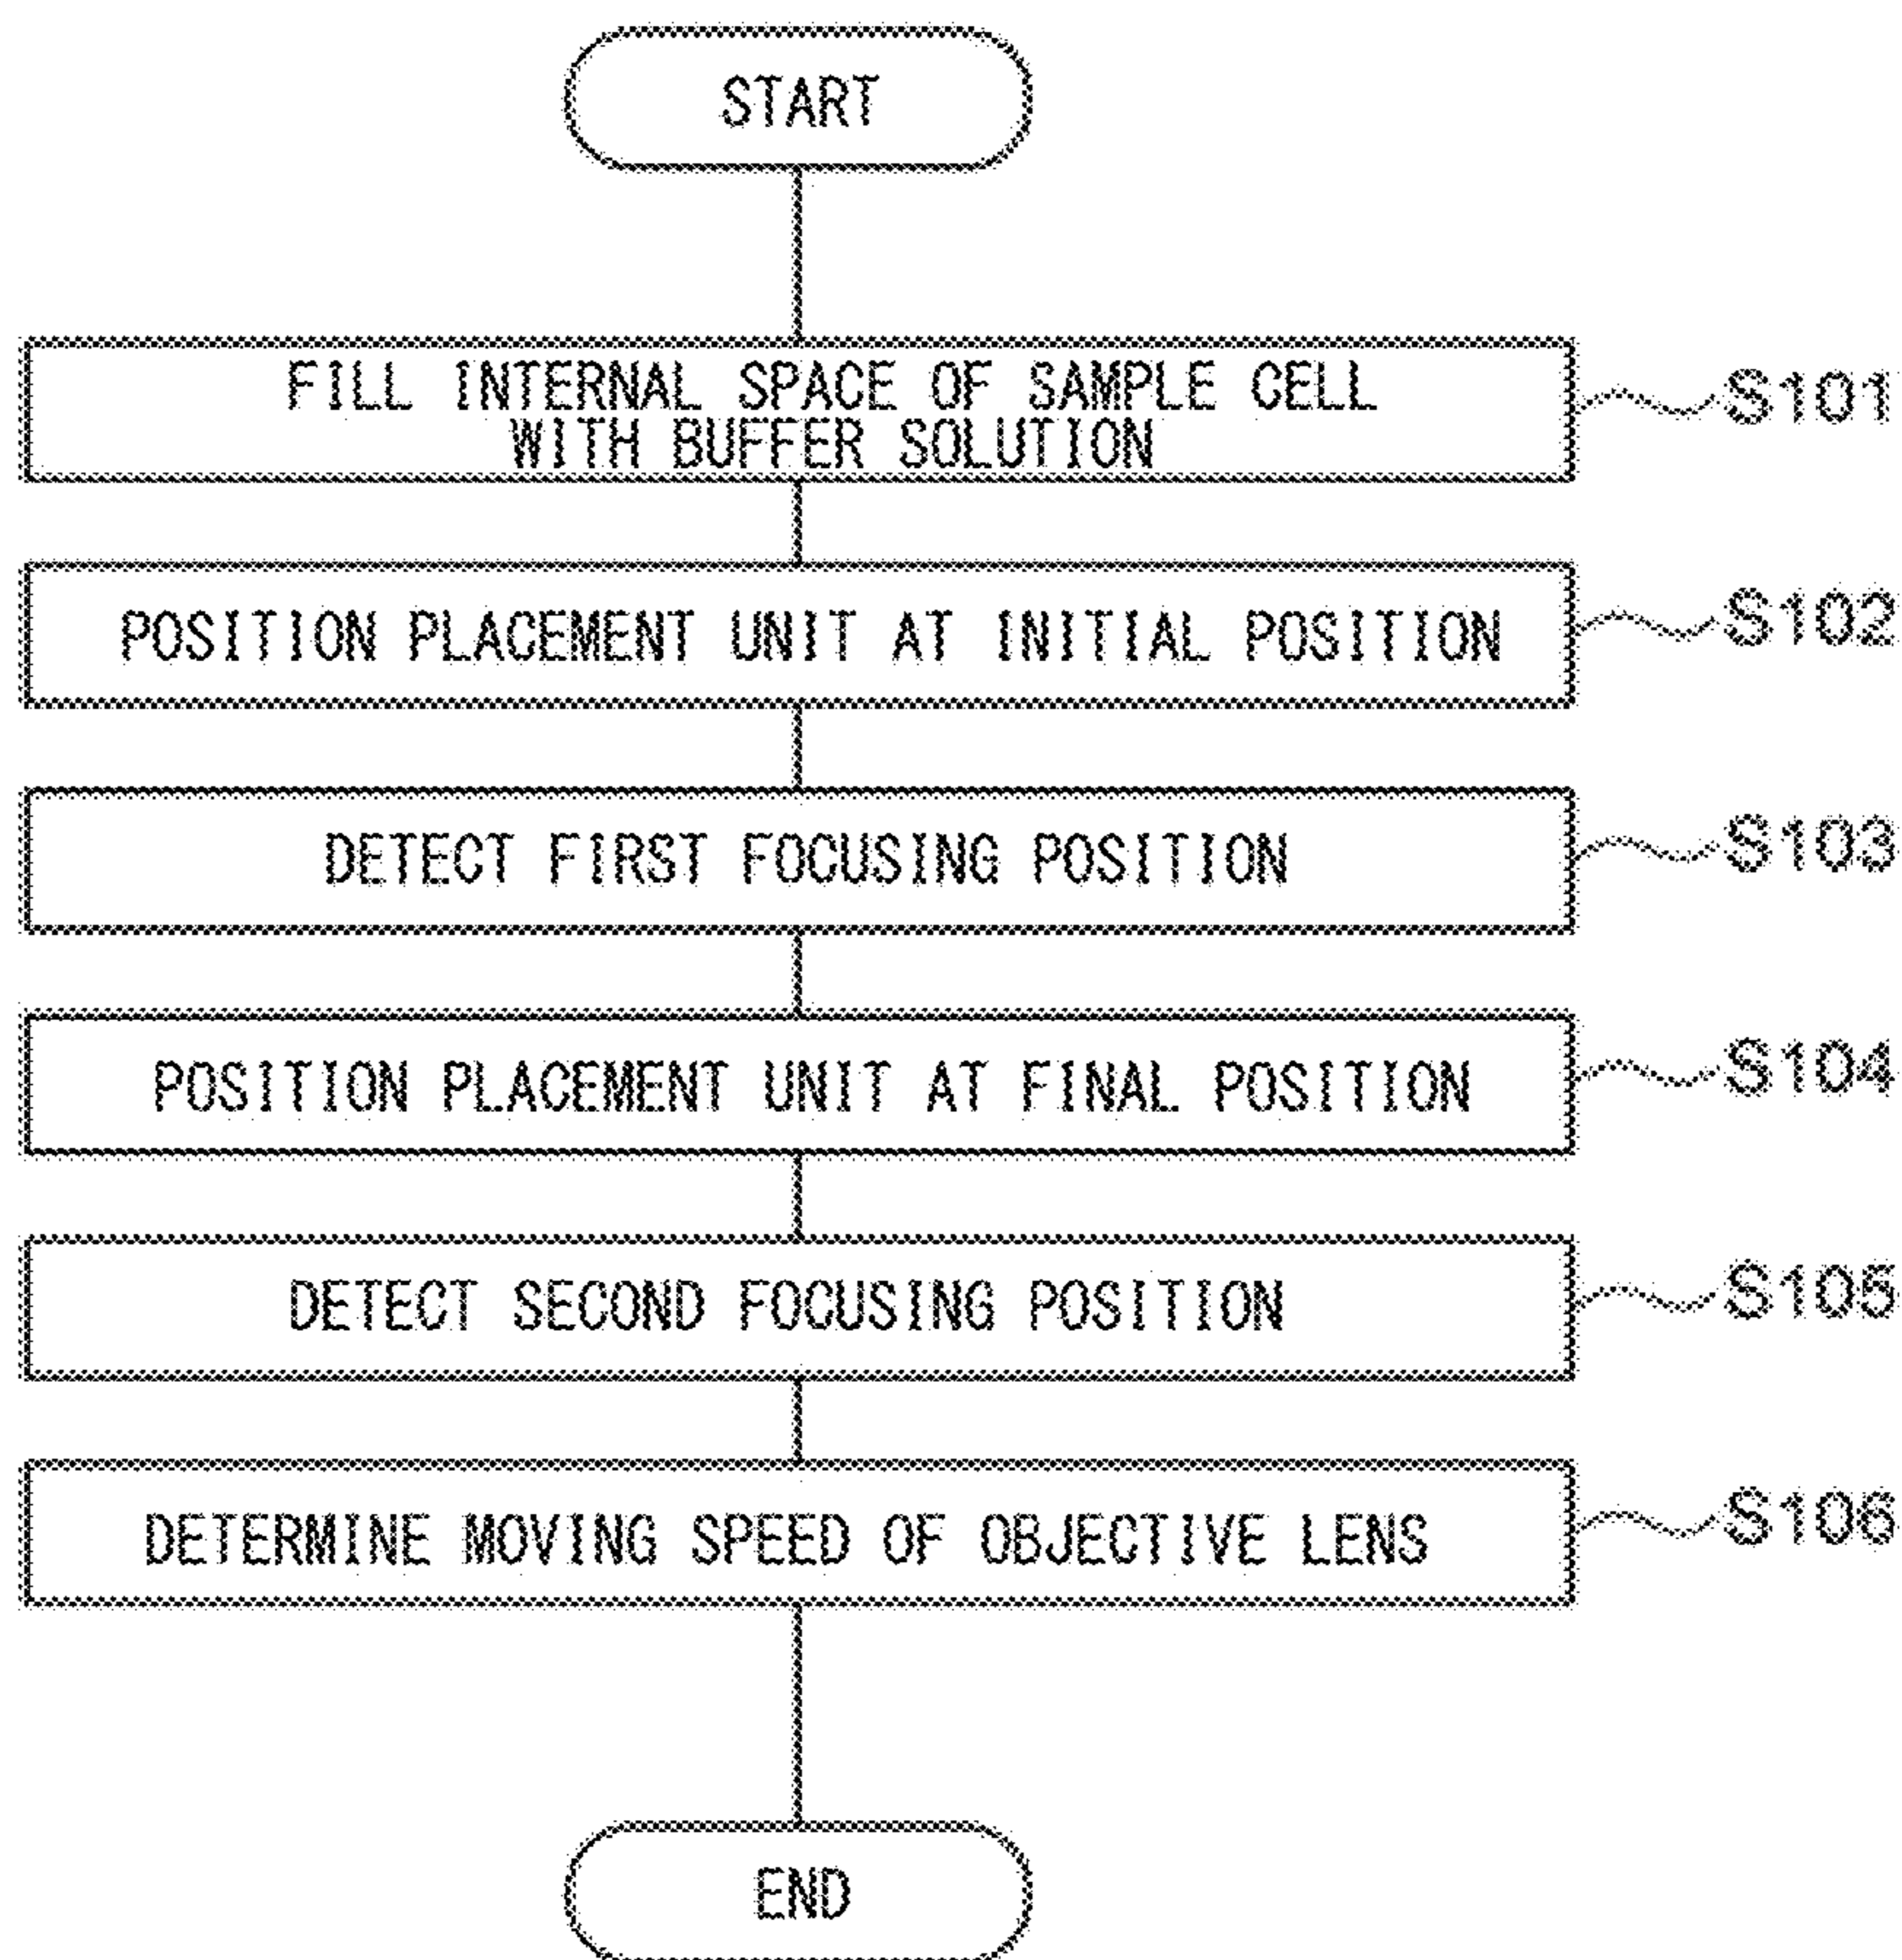 START
FILL INTERNAL SPACE OF SAMPLE CELL
WITH BUFFER SOLUTION
S101
POSITION PLACEMENT UNIT AT INITIAL POSITION
S102
DETECT FIRST FOCUSING POSITION
S103
POSITION PLACEMENT UNIT AT FINAL POSITION
S104
DETECT SECOND FOCUSING POSITION
S105
DETERMINE MOVING SPEED OF OBJECTIVE LENS
S106
END